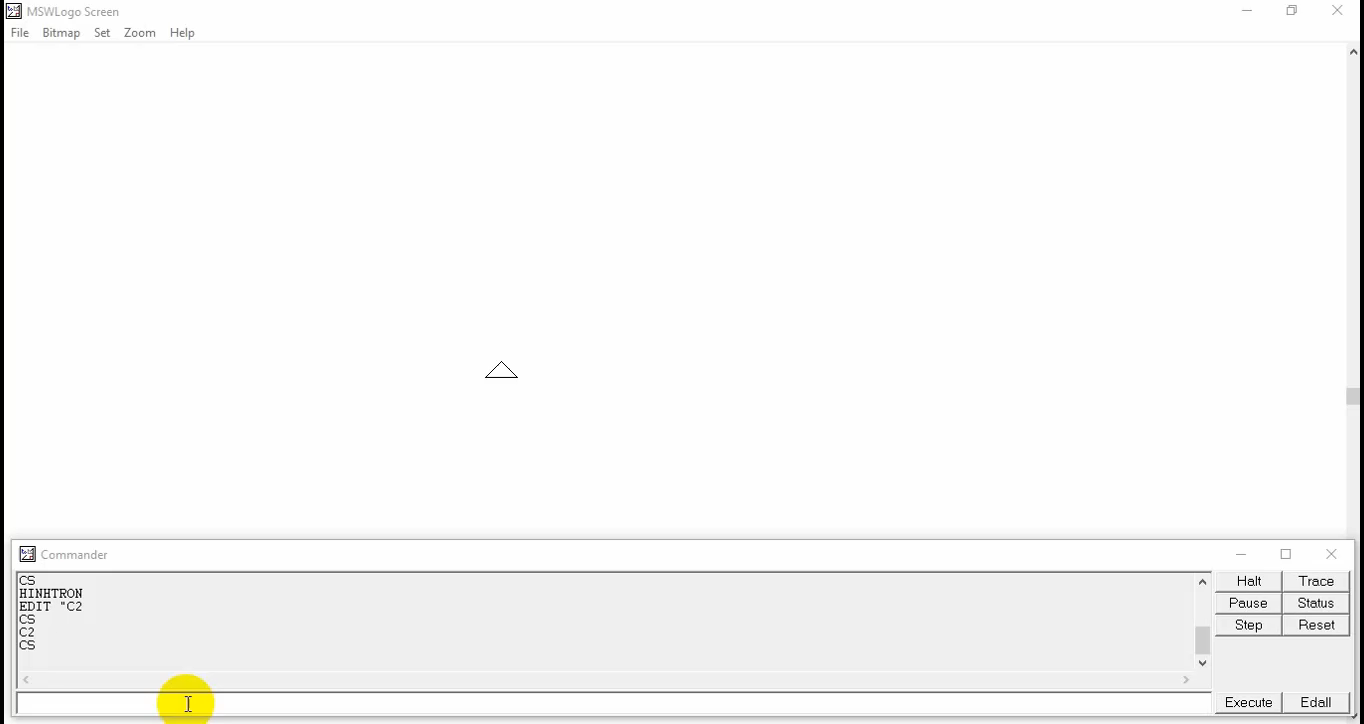 MSWLogo Screen
File Bitmap Set Zoom Help
Commander
CS
HINHTRON
EDIT "C2
CS
C2
CS
Halt Trace
Pause Status
Step Reset
Execute Edall